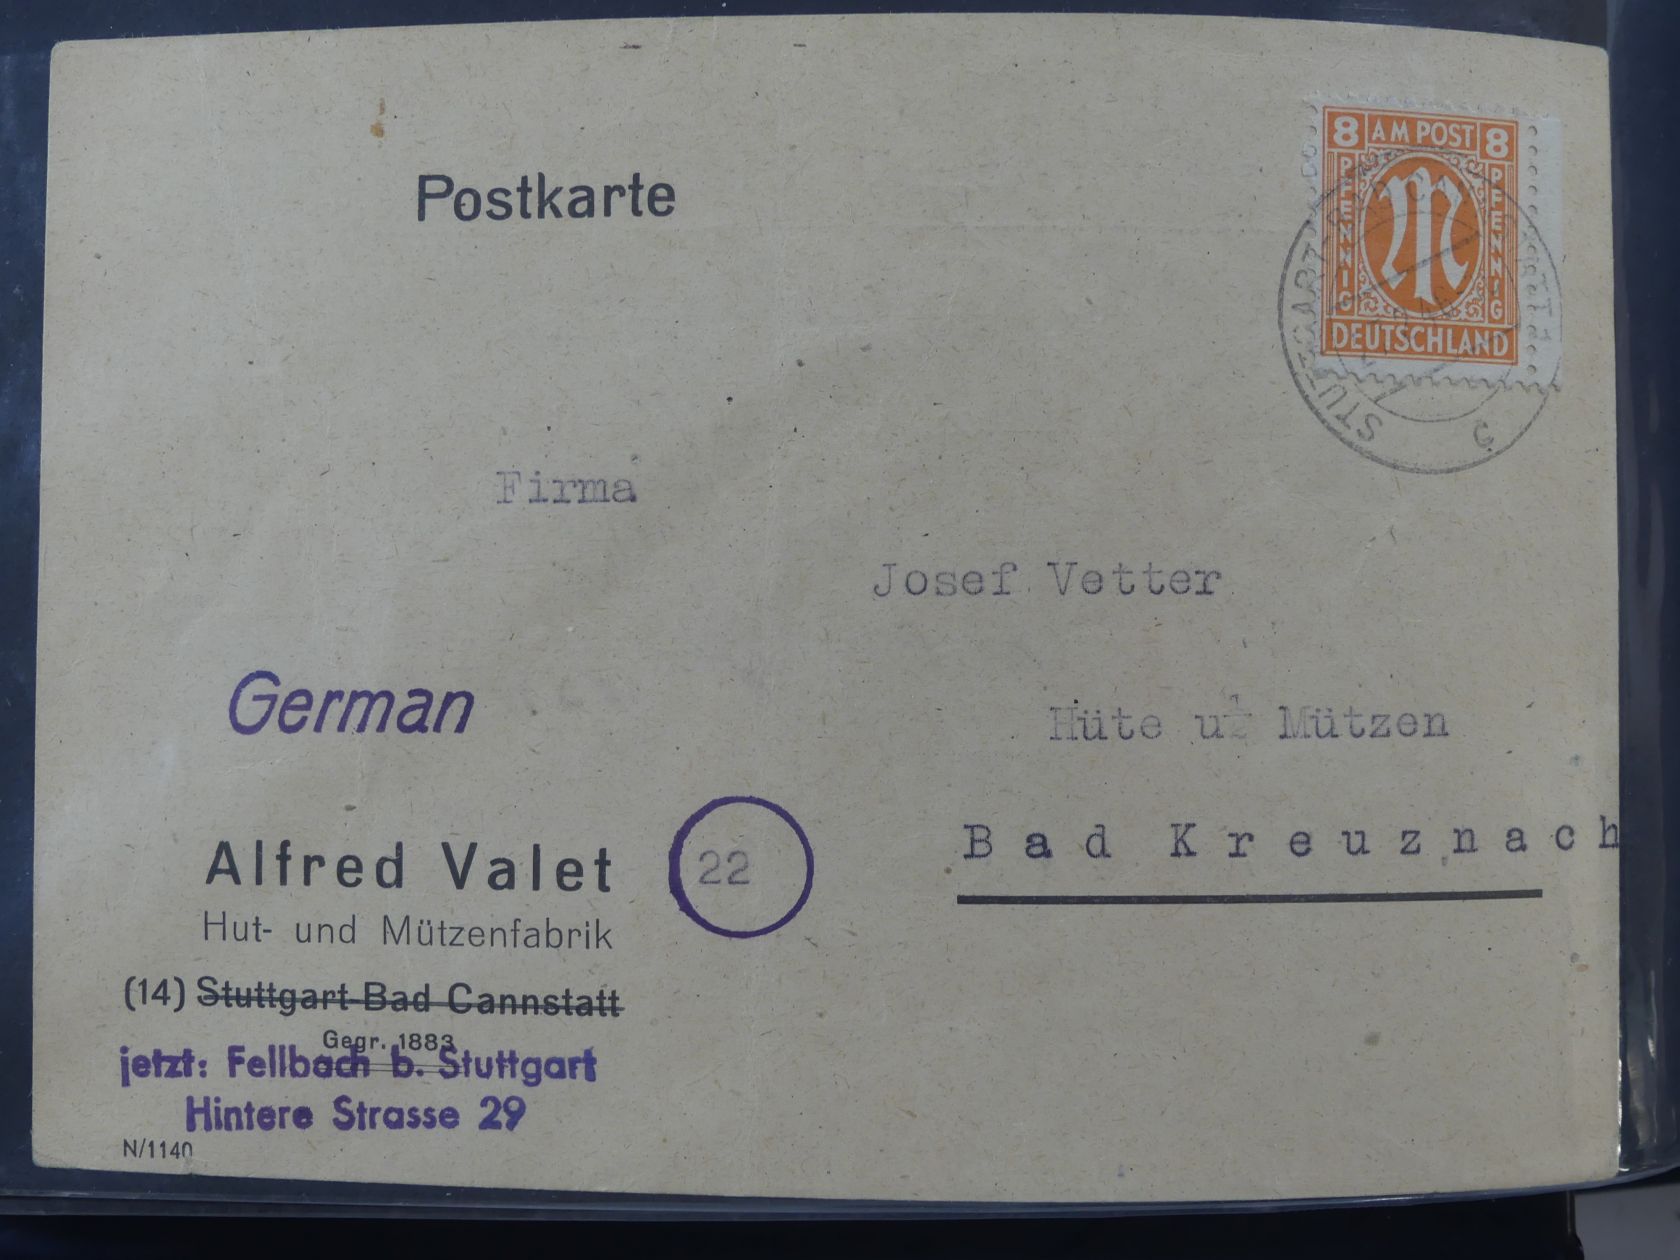 Postkarte
8 AM POST 8
PFENNIG PFENNIG
DEUTSCHLAND
Firma
Josef Vetter
Hüte Mützen
German
22
Bad Kreuznach
Alfred Valet
Hut- und Mützenfabrik
(14) Stuttgart-Bad Cannstatt
Gegr. 1883
jetzt: Fellbach b. Stuttgart
Hintere Strasse 29
N/1140